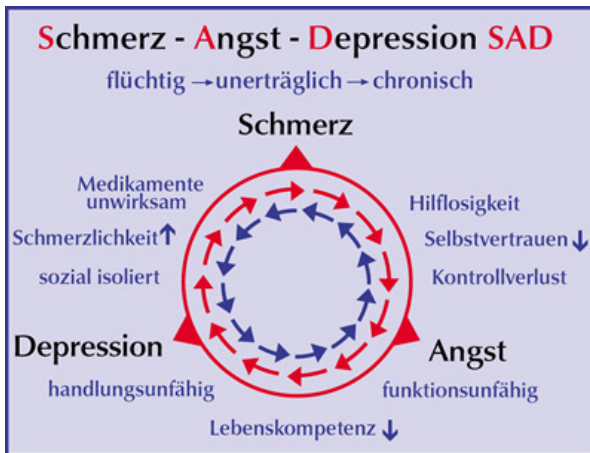 Schmerz - Angst - Depression SAD
flüchtig → unerträglich → chronisch
Schmerz
Medikamente
unwirksam
Hilflosigkeit
Schmerzlichkeit ↑
Selbstvertrauen ↓
sozial isoliert
Kontrollverlust
Depression
Angst
handlungsunfähig
funktionsunfähig
Lebenskompetenz ↓